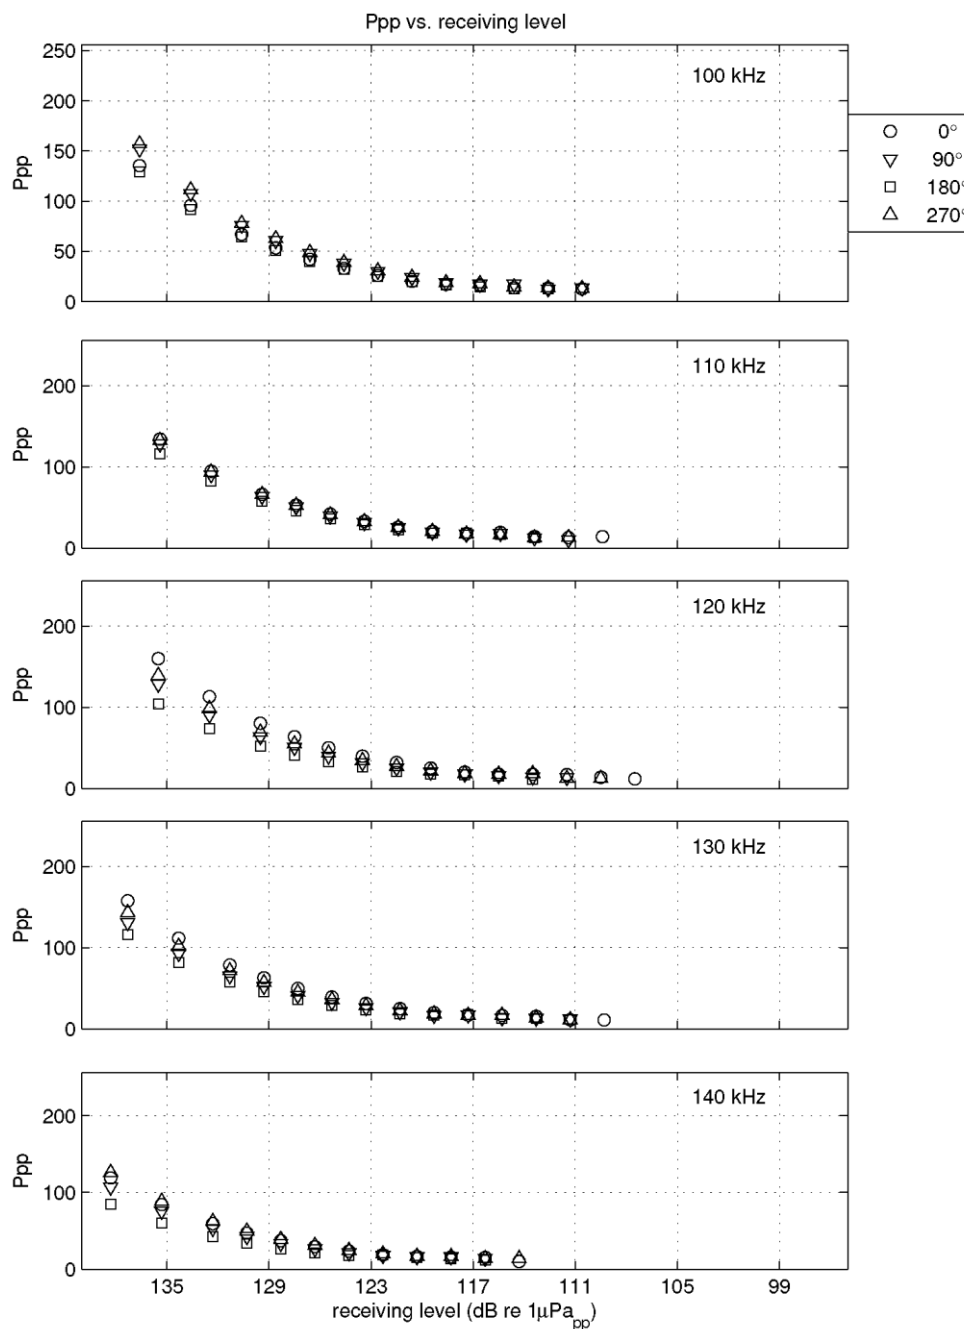 Ppp vs. receiving level
250
200
150
100
50
0
Ppp
100 kHz
0°
90°
180°
270°
200
100
0
Ppp
110 kHz
200
100
0
Ppp
120 kHz
200
100
0
Ppp
130 kHz
200
100
0
Ppp
140 kHz
135 129 123 117 111 105 99
receiving level (dB re 1μPa_pp)